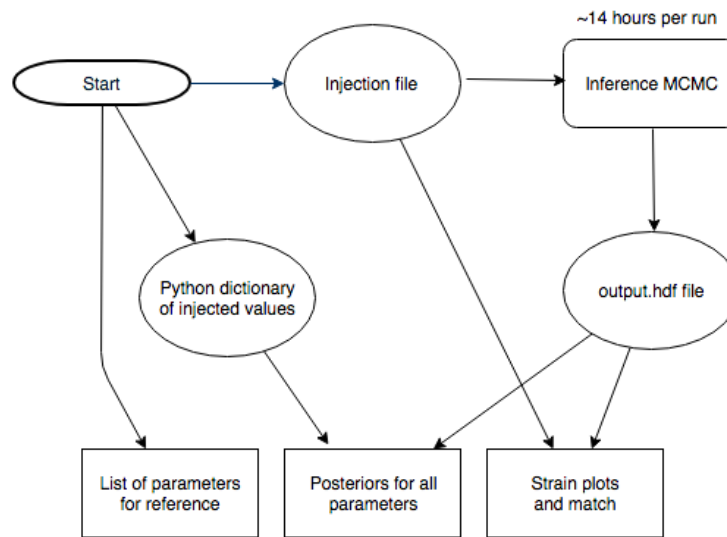 ~14 hours per run
Start
Injection file
Inference MCMC
Python dictionary
of injected values
output.hdf file
List of parameters
for reference
Posteriors for all
parameters
Strain plots
and match